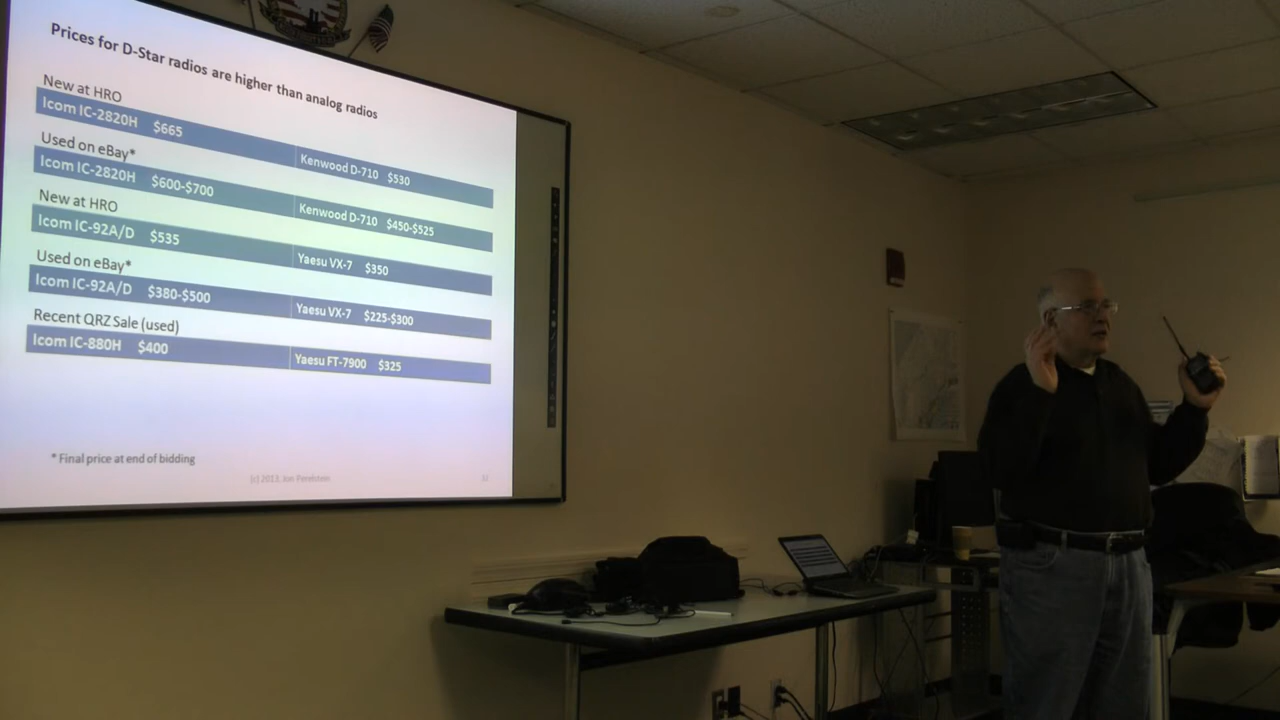 Prices for D-Star radios are higher than analog radios
New at HRO
Icom IC-2820H $665 Kenwood D-710 $530
Used on eBay*
Icom IC-2820H $600-$700 Kenwood D-710 $450-$525
New at HRO
Icom IC-92A/D $535 Yaesu VX-7 $350
Used on eBay*
Icom IC-92A/D $380-$500 Yaesu VX-7 $225-$300
Recent QRZ Sale (used)
Icom IC-880H $400 Yaesu FT-7900 $325
* Final price at end of bidding
(c) 2013, Jon Perelstein